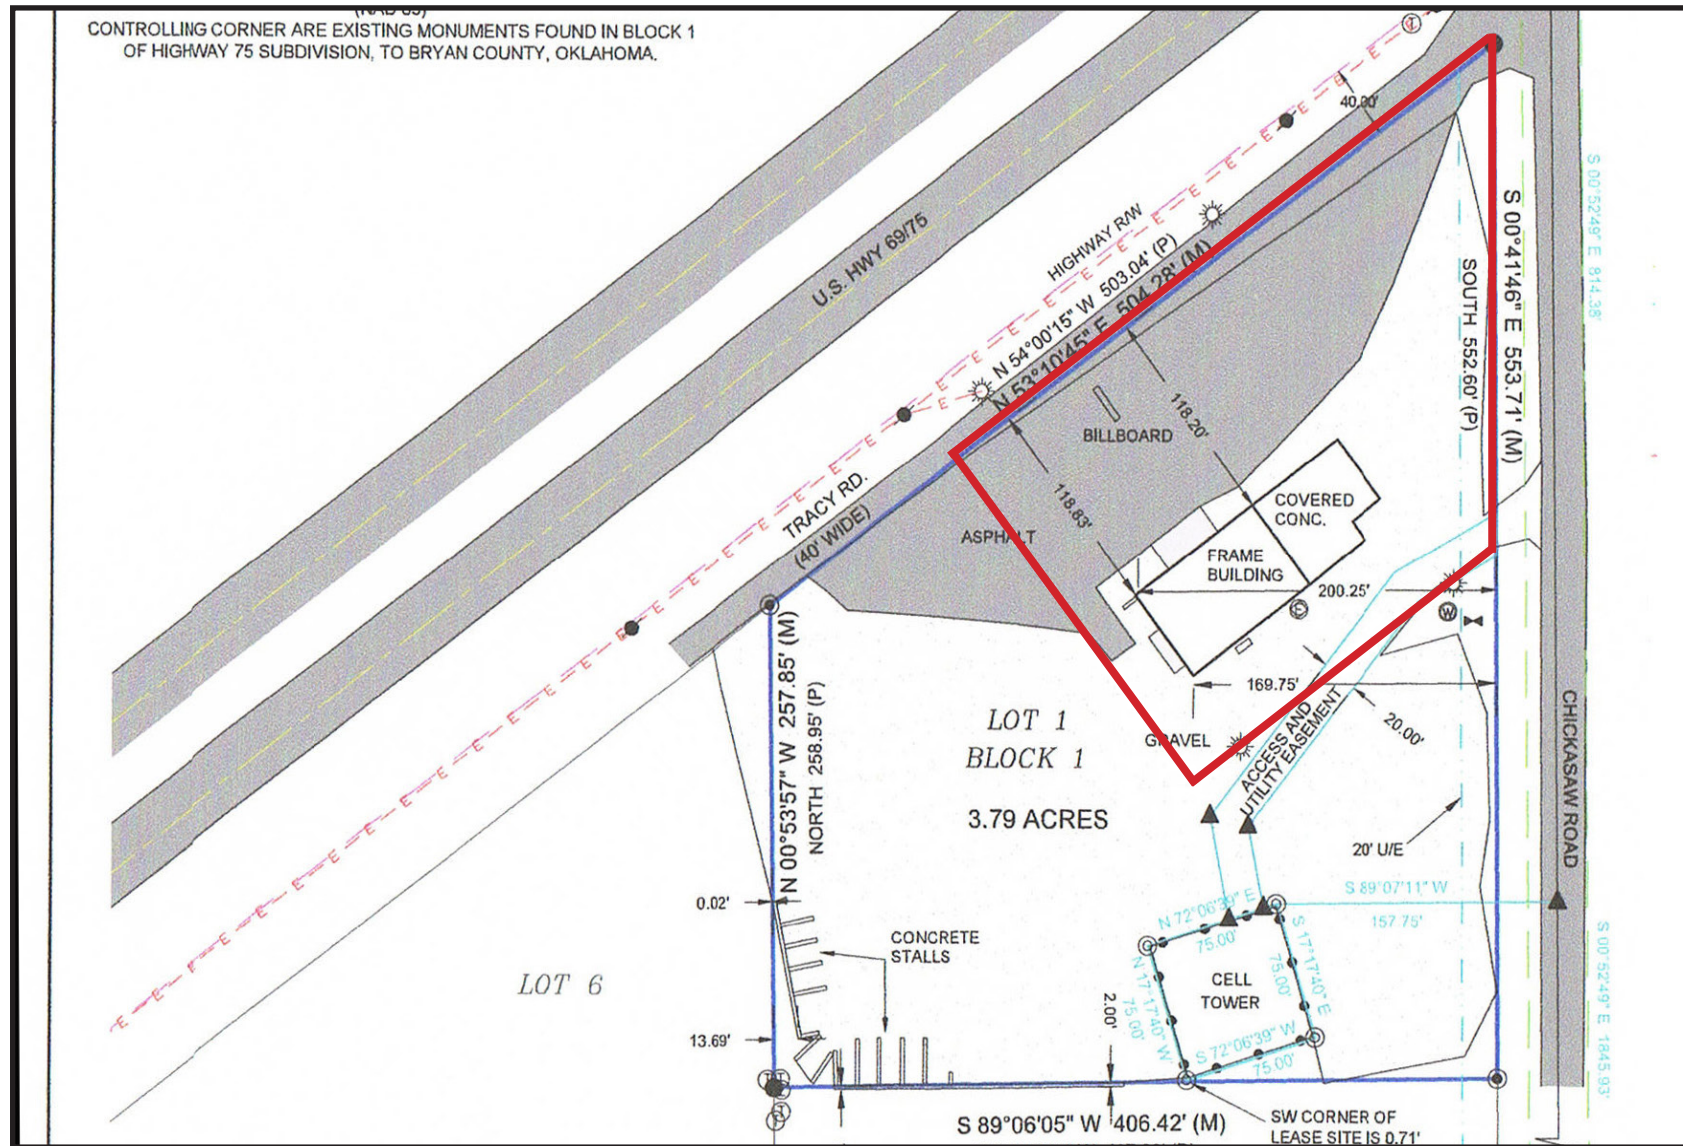 (NAD 83)
CONTROLLING CORNER ARE EXISTING MONUMENTS FOUND IN BLOCK 1
OF HIGHWAY 75 SUBDIVISION, TO BRYAN COUNTY, OKLAHOMA.
40.00'
U.S. HWY 69/75
HIGHWAY R/W
N 54°00'15" W 503.04' (P)
N 53°10'45" E 504.28' (M)
S 00°52'49" E 814.38'
S 00°41'46" E 553.71' (M)
SOUTH 552.60' (P)
BILLBOARD
118.20'
118.83'
TRACY RD.
(40' WIDE)
ASPHALT
COVERED
CONC.
FRAME
BUILDING
200.25'
W
169.75'
GRAVEL
ACCESS AND
UTILITY EASEMENT
20.00'
N 00°53'57" W 257.85' (M)
NORTH 258.95' (P)
LOT 1
BLOCK 1
3.79 ACRES
20' U/E
CHICKASAW ROAD
S 89°07'11" W
157.75'
0.02'
CONCRETE
STALLS
LOT 6
13.69'
N 72°06'39" E
75.00'
S 17°17'40" E
75.00'
CELL
TOWER
N 17°17'40" W
75.00'
S 72°06'39" W
75.00'
2.00'
S 00°52'49" E 1845.93'
S 89°06'05" W 406.42' (M)
SW CORNER OF
LEASE SITE IS 0.71'